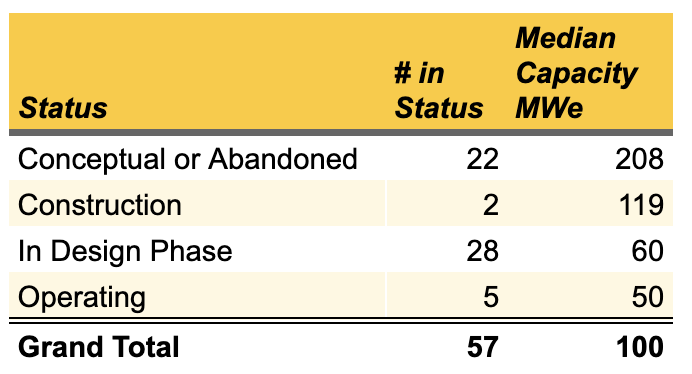 Status # in Status Median Capacity MWe
Conceptual or Abandoned 22 208
Construction 2 119
In Design Phase 28 60
Operating 5 50
Grand Total 57 100